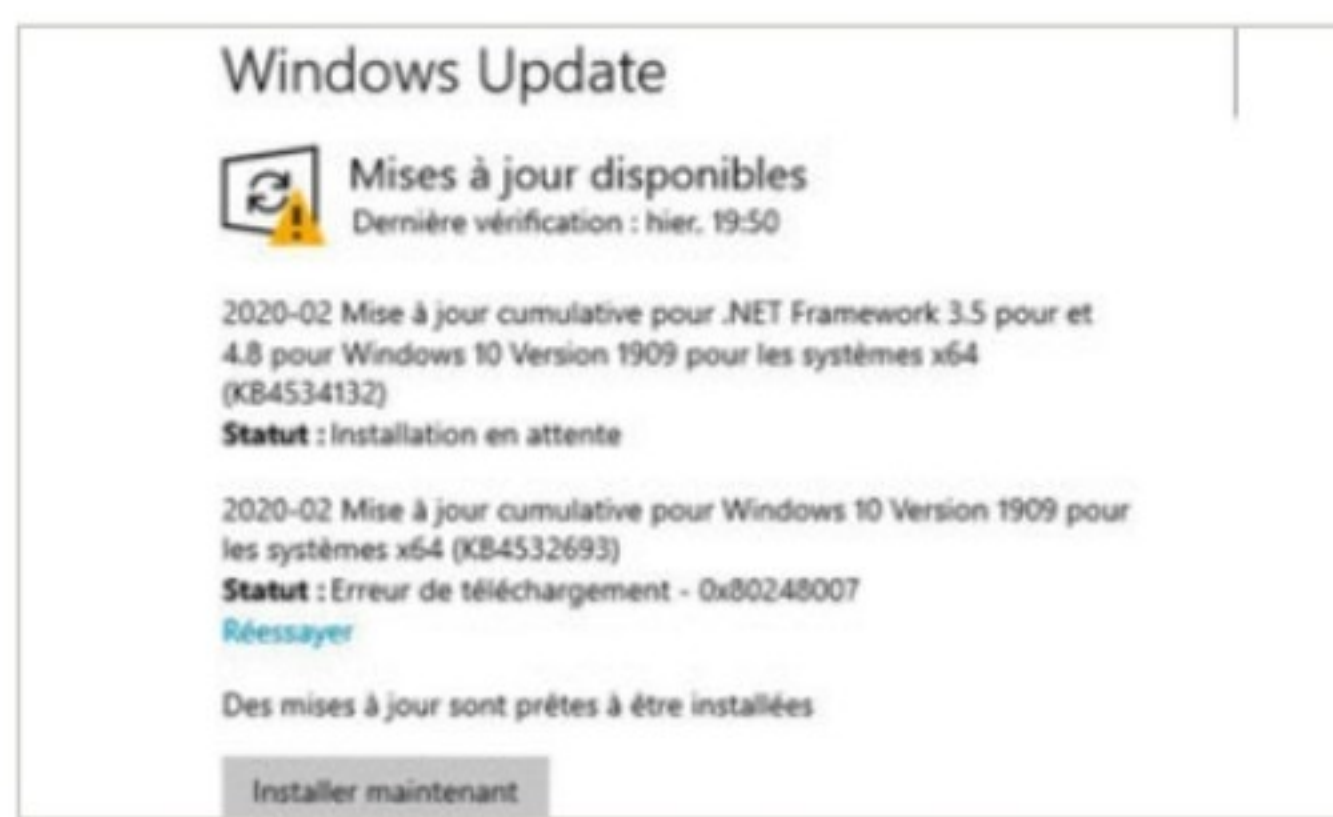 Windows Update
Mises à jour disponibles
Dernière vérification : hier, 19:50
2020-02 Mise à jour cumulative pour .NET Framework 3.5 pour et
4.8 pour Windows 10 Version 1909 pour les systèmes x64
(KB4534132)
Statut : Installation en attente
2020-02 Mise à jour cumulative pour Windows 10 Version 1909 pour
les systèmes x64 (KB4532693)
Statut : Erreur de téléchargement - 0x80248007
Réessayer
Des mises à jour sont prêtes à être installées
Installer maintenant